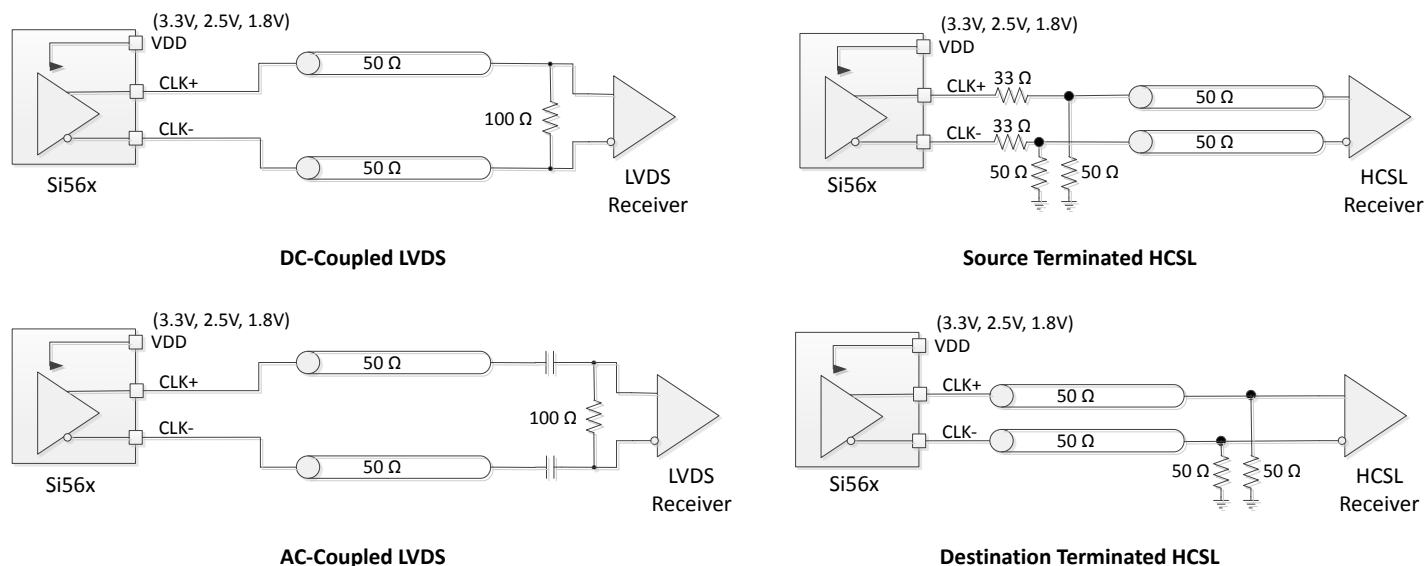 (3.3V, 2.5V, 1.8V)
VDD
CLK+
CLK-
50 Ω
50 Ω
100 Ω
Si56x
LVDS
Receiver
DC-Coupled LVDS
(3.3V, 2.5V, 1.8V)
VDD
CLK+
CLK-
33 Ω
33 Ω
50 Ω
50 Ω
50 Ω
50 Ω
Si56x
HCSL
Receiver
Source Terminated HCSL
(3.3V, 2.5V, 1.8V)
VDD
CLK+
CLK-
50 Ω
50 Ω
100 Ω
Si56x
LVDS
Receiver
AC-Coupled LVDS
(3.3V, 2.5V, 1.8V)
VDD
CLK+
CLK-
50 Ω
50 Ω
50 Ω
50 Ω
Si56x
HCSL
Receiver
Destination Terminated HCSL